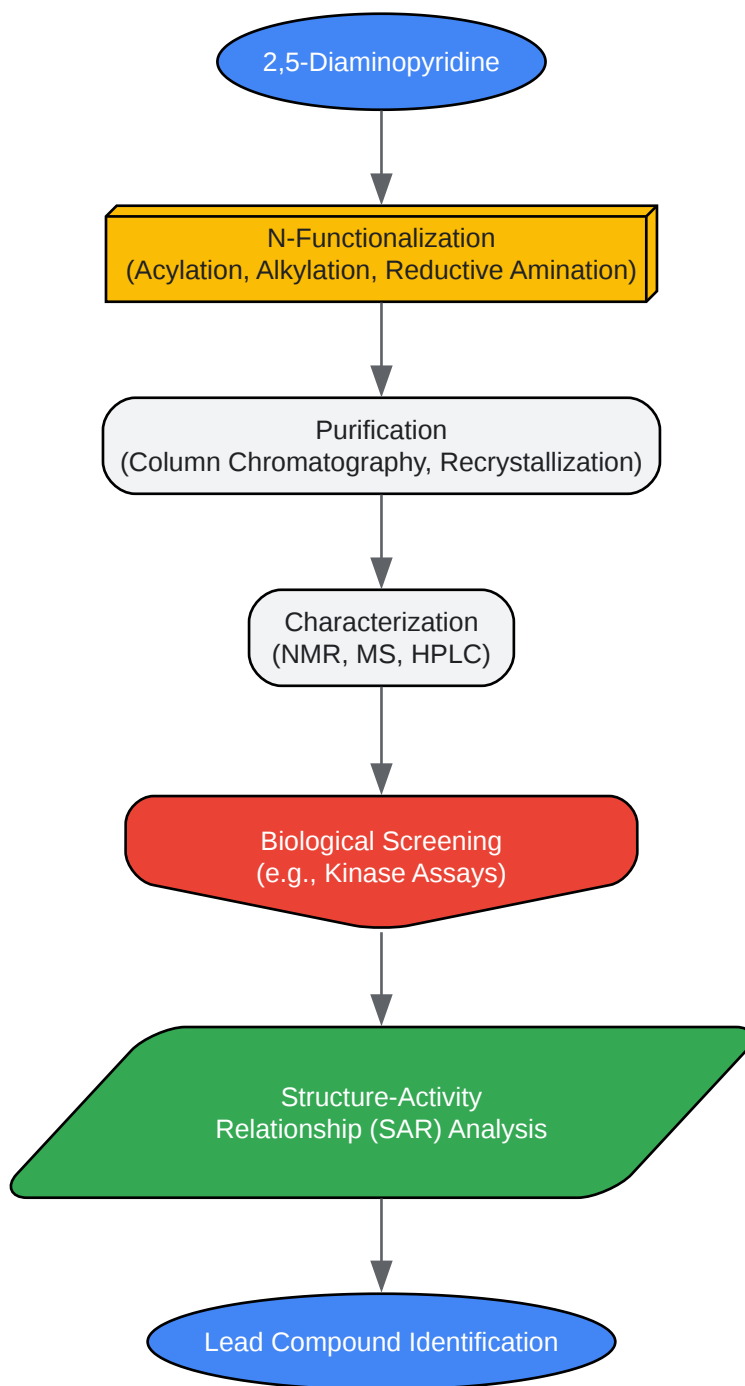 2,5-Diaminopyridine
N-Functionalization
(Acylation, Alkylation, Reductive Amination)
Purification
(Column Chromatography, Recrystallization)
Characterization
(NMR, MS, HPLC)
Biological Screening
(e.g., Kinase Assays)
Structure-Activity
Relationship (SAR) Analysis
Lead Compound Identification